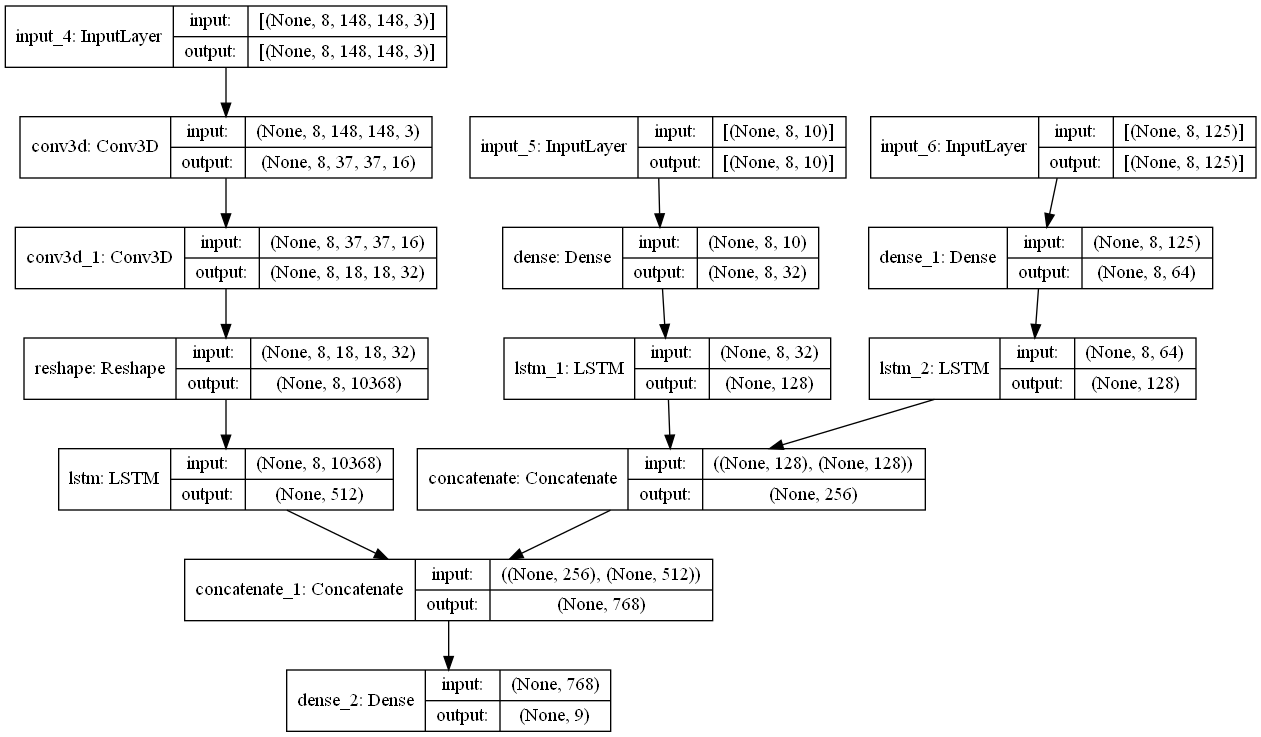 input_4: InputLayer
input:
[(None, 8, 148, 148, 3)]
output:
[(None, 8, 148, 148, 3)]
conv3d: Conv3D
input:
(None, 8, 148, 148, 3)
output:
(None, 8, 37, 37, 16)
input_5: InputLayer
input:
[(None, 8, 10)]
output:
[(None, 8, 10)]
input_6: InputLayer
input:
[(None, 8, 125)]
output:
[(None, 8, 125)]
conv3d_1: Conv3D
input:
(None, 8, 37, 37, 16)
output:
(None, 8, 18, 18, 32)
dense: Dense
input:
(None, 8, 10)
output:
(None, 8, 32)
dense_1: Dense
input:
(None, 8, 125)
output:
(None, 8, 64)
reshape: Reshape
input:
(None, 8, 18, 18, 32)
output:
(None, 8, 10368)
lstm_1: LSTM
input:
(None, 8, 32)
output:
(None, 128)
lstm_2: LSTM
input:
(None, 8, 64)
output:
(None, 128)
lstm: LSTM
input:
(None, 8, 10368)
output:
(None, 512)
concatenate: Concatenate
input:
((None, 128), (None, 128))
output:
(None, 256)
concatenate_1: Concatenate
input:
((None, 256), (None, 512))
output:
(None, 768)
dense_2: Dense
input:
(None, 768)
output:
(None, 9)